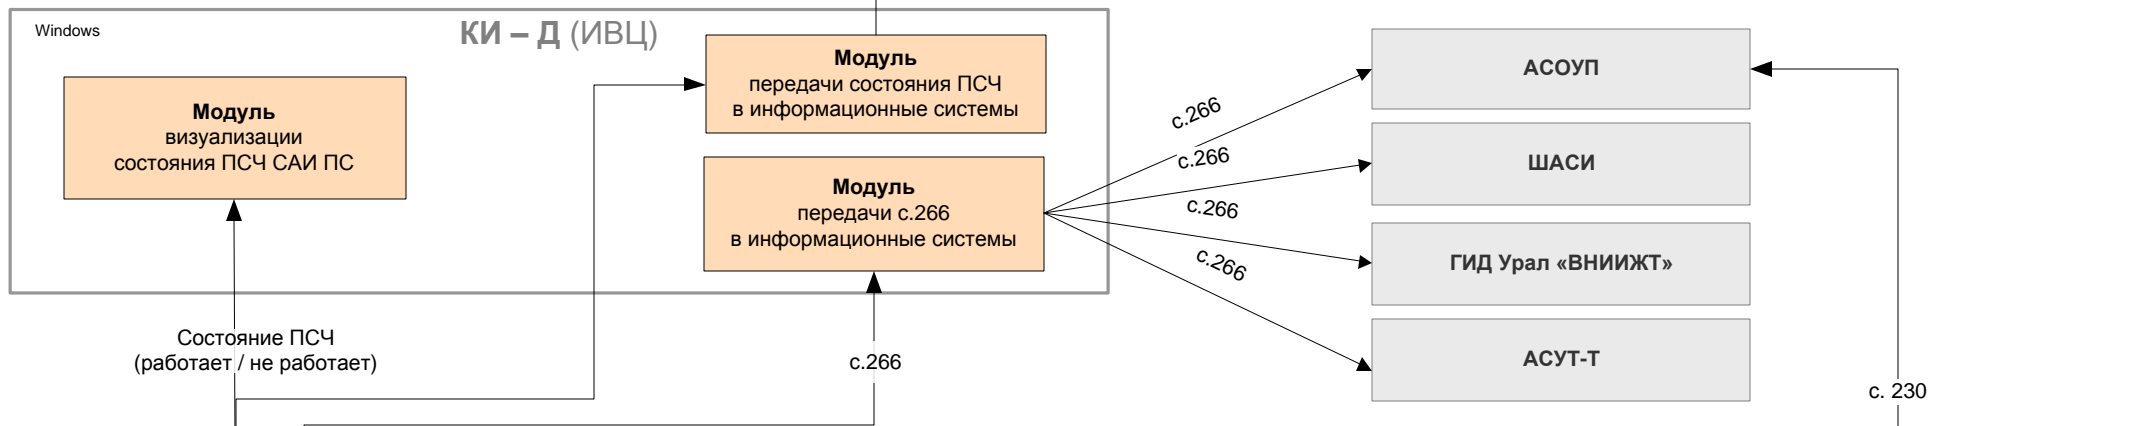 Windows
КИ – Д (ИВЦ)
Модуль
визуализации
состояния ПСЧ САИ ПС
Модуль
передачи состояния ПСЧ
в информационные системы
Модуль
передачи с.266
в информационные системы
с.266
с.266
с.266
с.266
АСОУП
ШАСИ
ГИД Урал «ВНИИЖТ»
АСУТ-Т
Состояние ПСЧ
(работает / не работает)
с.266
с. 230